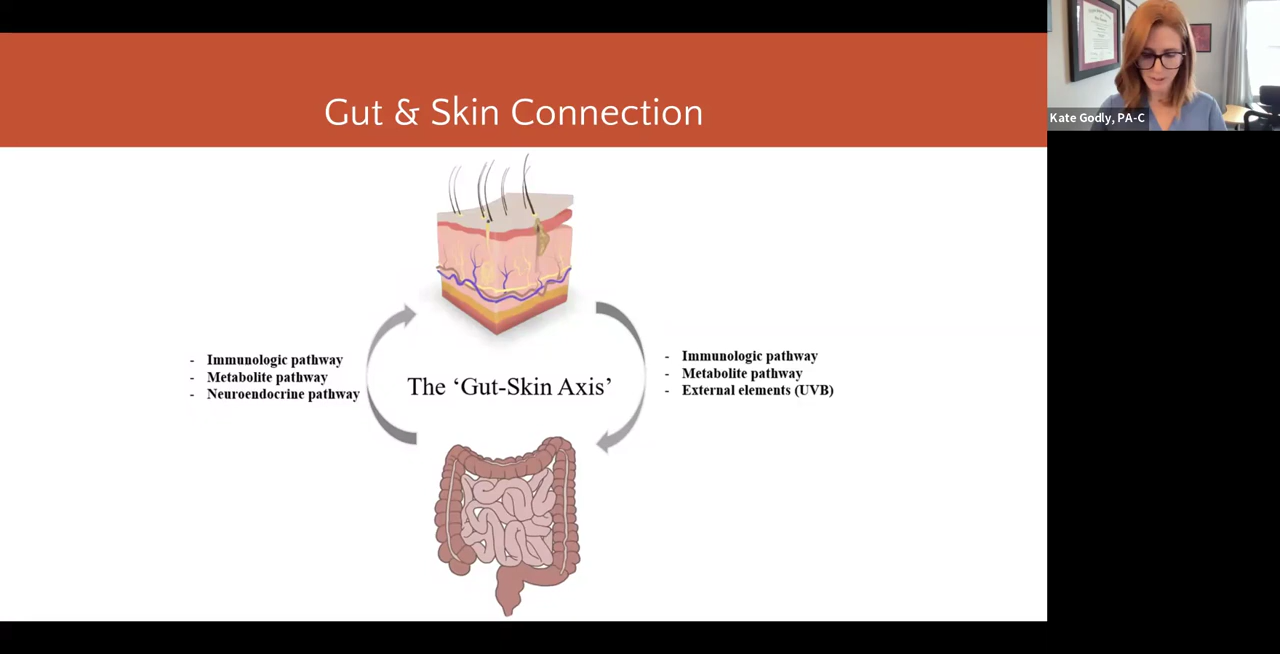 Gut & Skin Connection
Kate Godly, PA-C
- Immunologic pathway
- Metabolite pathway
- Neuroendocrine pathway
The ‘Gut-Skin Axis’
- Immunologic pathway
- Metabolite pathway
- External elements (UVB)